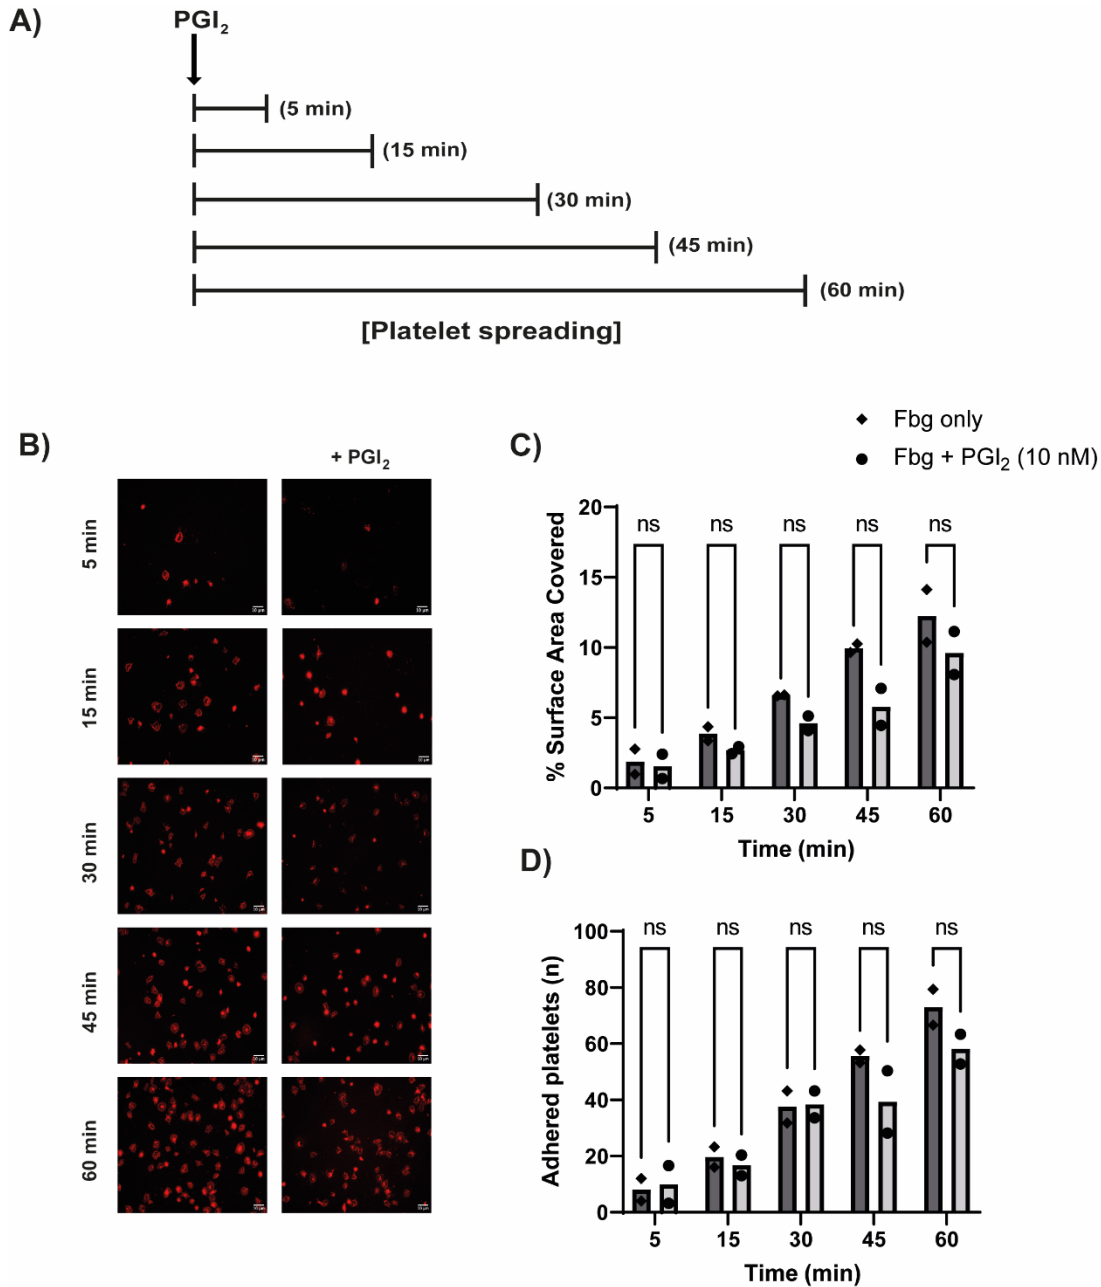 A)
PGI₂
(5 min)
(15 min)
(30 min)
(45 min)
(60 min)
[Platelet spreading]
B)
+ PGI₂
5 min
15 min
30 min
45 min
60 min
C)
Fbg only
Fbg + PGI₂ (10 nM)
% Surface Area Covered
20
15
10
5
0
ns ns ns ns ns
5 15 30 45 60
Time (min)
D)
Adhered platelets (n)
100
80
60
40
20
0
ns ns ns ns ns
5 15 30 45 60
Time (min)